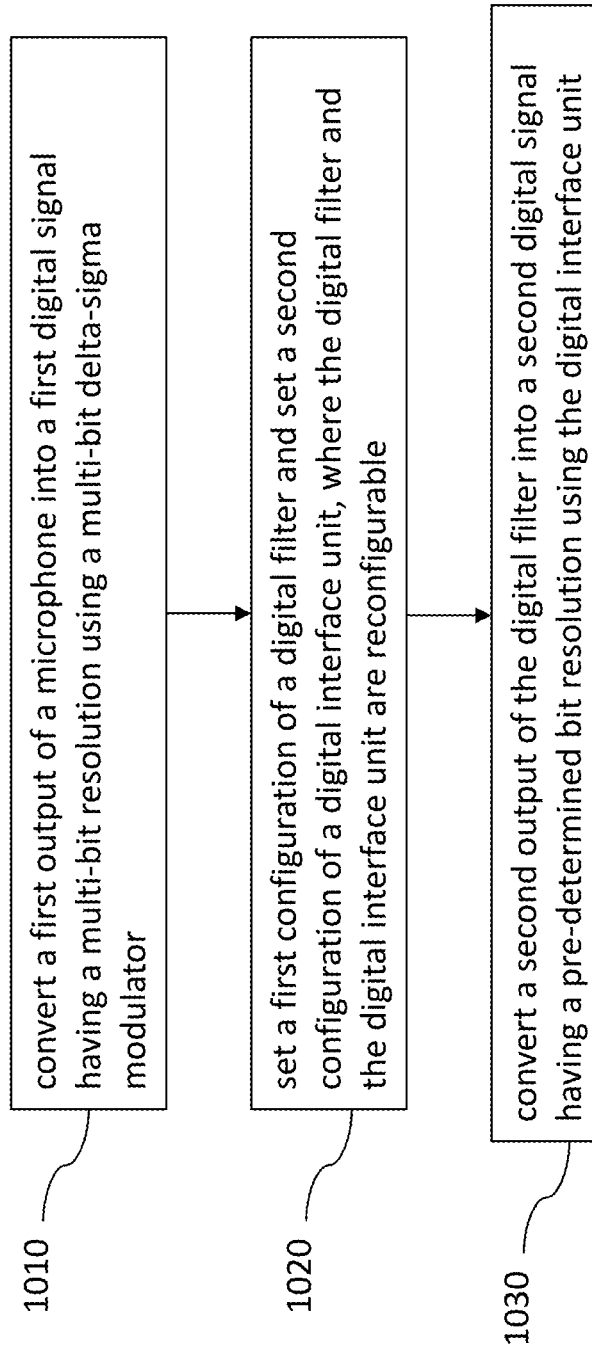 1010
convert a first output of a microphone into a first digital signal
having a multi-bit resolution using a multi-bit delta-sigma
modulator
1020
set a first configuration of a digital filter and set a second
configuration of a digital interface unit, where the digital filter and
the digital interface unit are reconfigurable
1030
convert a second output of the digital filter into a second digital signal
having a pre-determined bit resolution using the digital interface unit